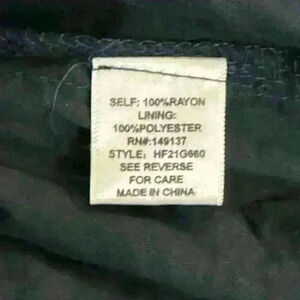 SELF: 100%RAYON
LINING:
100%POLYESTER
RN#:149137
STYLE: HF21G660
SEE REVERSE
FOR CARE
MADE IN CHINA